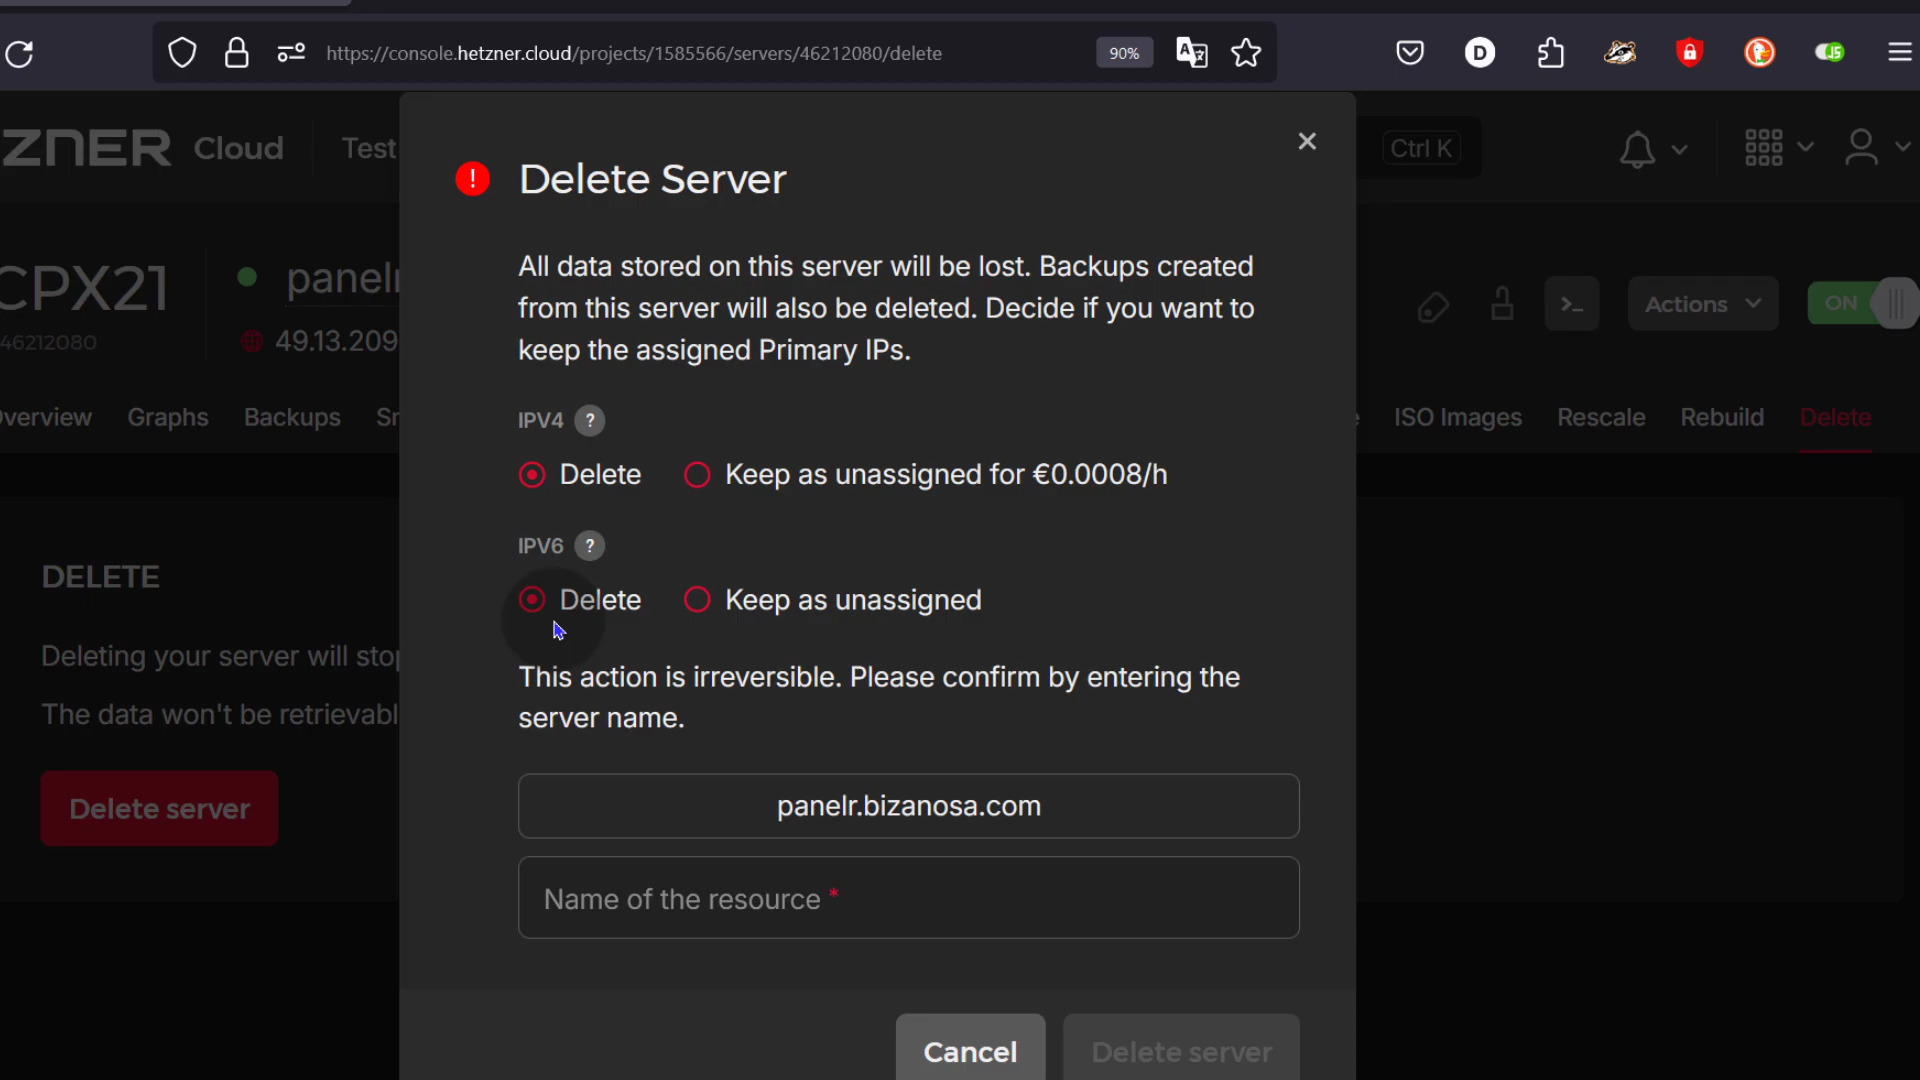 https://console.hetzner.cloud/projects/1585566/servers/46212080/delete
90%
ZNER Cloud
Test
Ctrl K
Delete Server
All data stored on this server will be lost. Backups created
from this server will also be deleted. Decide if you want to
keep the assigned Primary IPs.
CPX21
46212080
panelr
49.13.209
Actions
ON
verview
Graphs
Backups
Sn
e
ISO Images
Rescale
Rebuild
Delete
IPV4 ?
Delete
Keep as unassigned for €0.0008/h
IPV6 ?
Delete
Keep as unassigned
This action is irreversible. Please confirm by entering the
server name.
panelr.bizanosa.com
Name of the resource *
Cancel
Delete server
DELETE
Deleting your server will stop
The data won't be retrievabl
Delete server